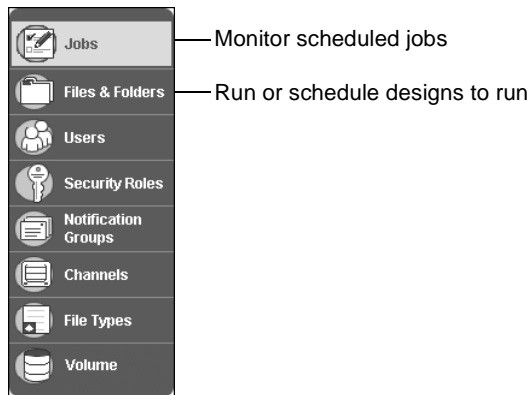 Jobs
Monitor scheduled jobs
Files & Folders
Run or schedule designs to run
Users
Security Roles
Notification
Groups
Channels
File Types
Volume